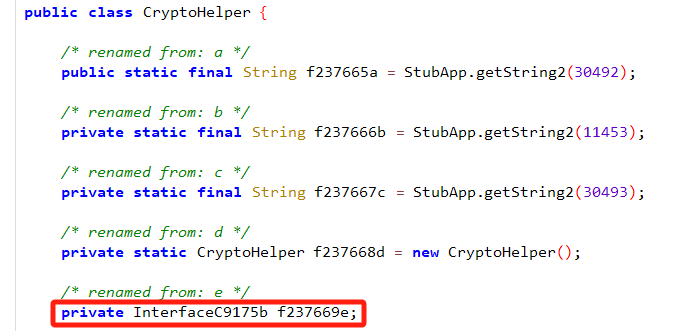 public class CryptoHelper {
/* renamed from: a */
public static final String f237665a = StubApp.getString2(30492);
/* renamed from: b */
private static final String f237666b = StubApp.getString2(11453);
/* renamed from: c */
private static final String f237667c = StubApp.getString2(30493);
/* renamed from: d */
private static CryptoHelper f237668d = new CryptoHelper();
/* renamed from: e */
private InterfaceC9175b f237669e;